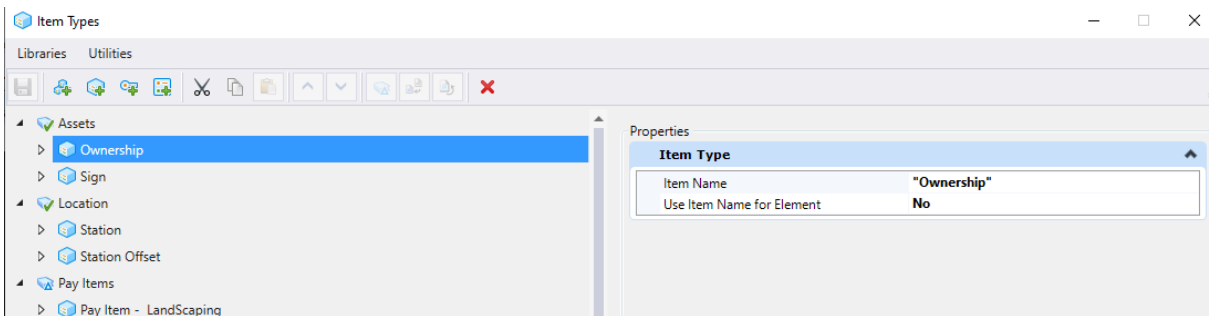 Item Types
Libraries Utilities
Assets
Ownership
Sign
Location
Station
Station Offset
Pay Items
Pay Item - LandScaping
Properties
Item Type
Item Name "Ownership"
Use Item Name for Element No